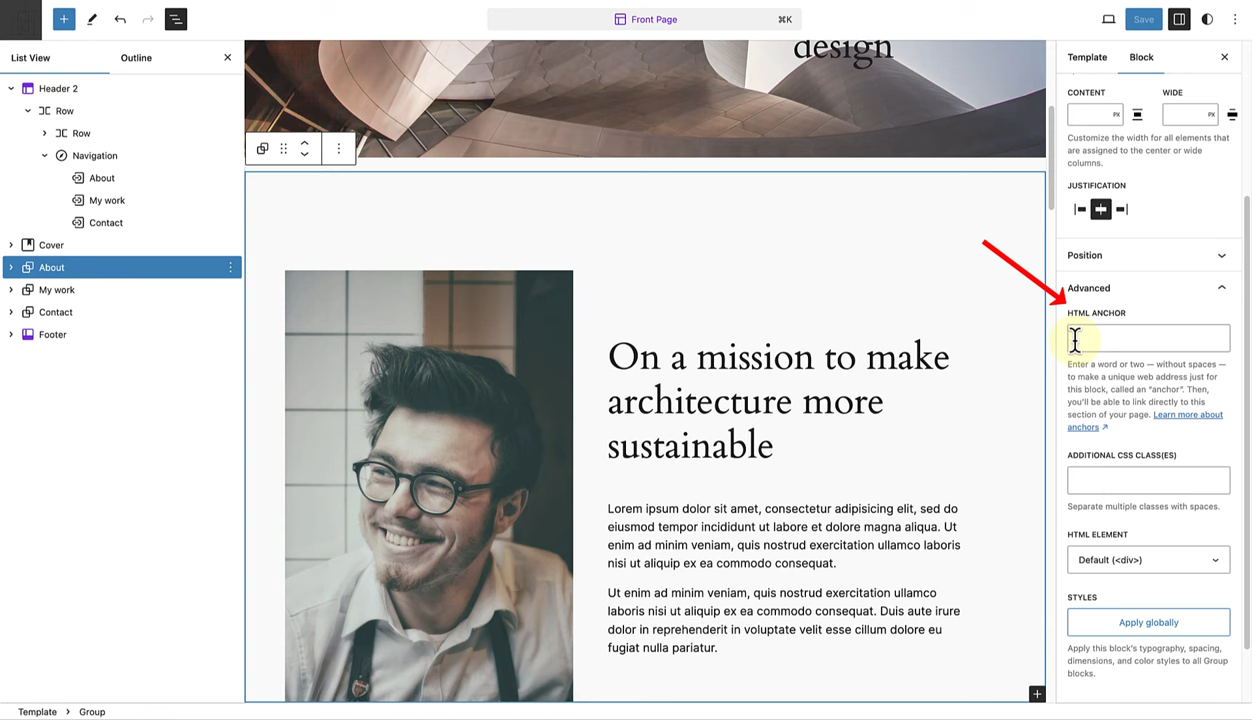 Front Page
⌘K
Save
List View
Outline
Header 2
Row
Row
Navigation
About
My work
Contact
Cover
About
My work
Contact
Footer
design
On a mission to make
architecture more
sustainable
Lorem ipsum dolor sit amet, consectetur adipisicing elit, sed do
eiusmod tempor incididunt ut labore et dolore magna aliqua. Ut
enim ad minim veniam, quis nostrud exercitation ullamco laboris
nisi ut aliquip ex ea commodo consequat.
Ut enim ad minim veniam, quis nostrud exercitation ullamco
laboris nisi ut aliquip ex ea commodo consequat. Duis aute irure
dolor in reprehenderit in voluptate velit esse cillum dolore eu
fugiat nulla pariatur.
Template
Block
CONTENT
WIDE
PX
PX
Customize the width for all elements that
are assigned to the center or wide
columns.
JUSTIFICATION
Position
Advanced
HTML ANCHOR
Enter a word or two — without spaces —
to make a unique web address just for
this block, called an “anchor”. Then,
you’ll be able to link directly to this
section of your page. Learn more about
anchors ↗
ADDITIONAL CSS CLASS(ES)
Separate multiple classes with spaces.
HTML ELEMENT
Default (<div>)
STYLES
Apply globally
Apply this block’s typography, spacing,
dimensions, and color styles to all Group
blocks.
Template › Group